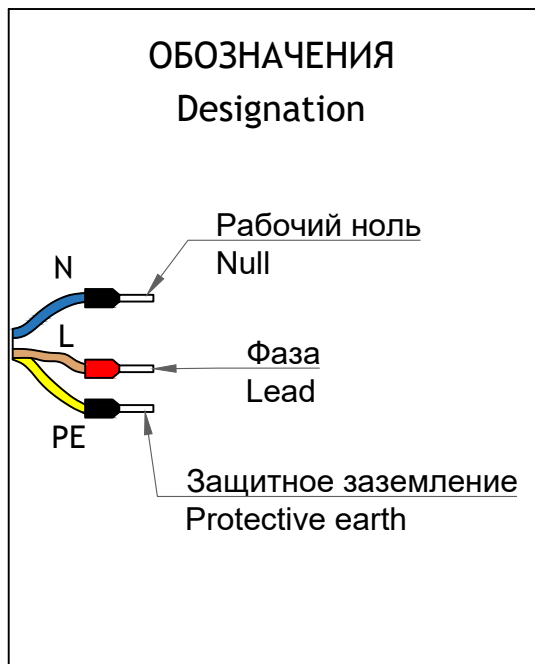 ОБОЗНАЧЕНИЯ
Designation
N
Рабочий ноль
Null
L
Фаза
Lead
PE
Защитное заземление
Protective earth